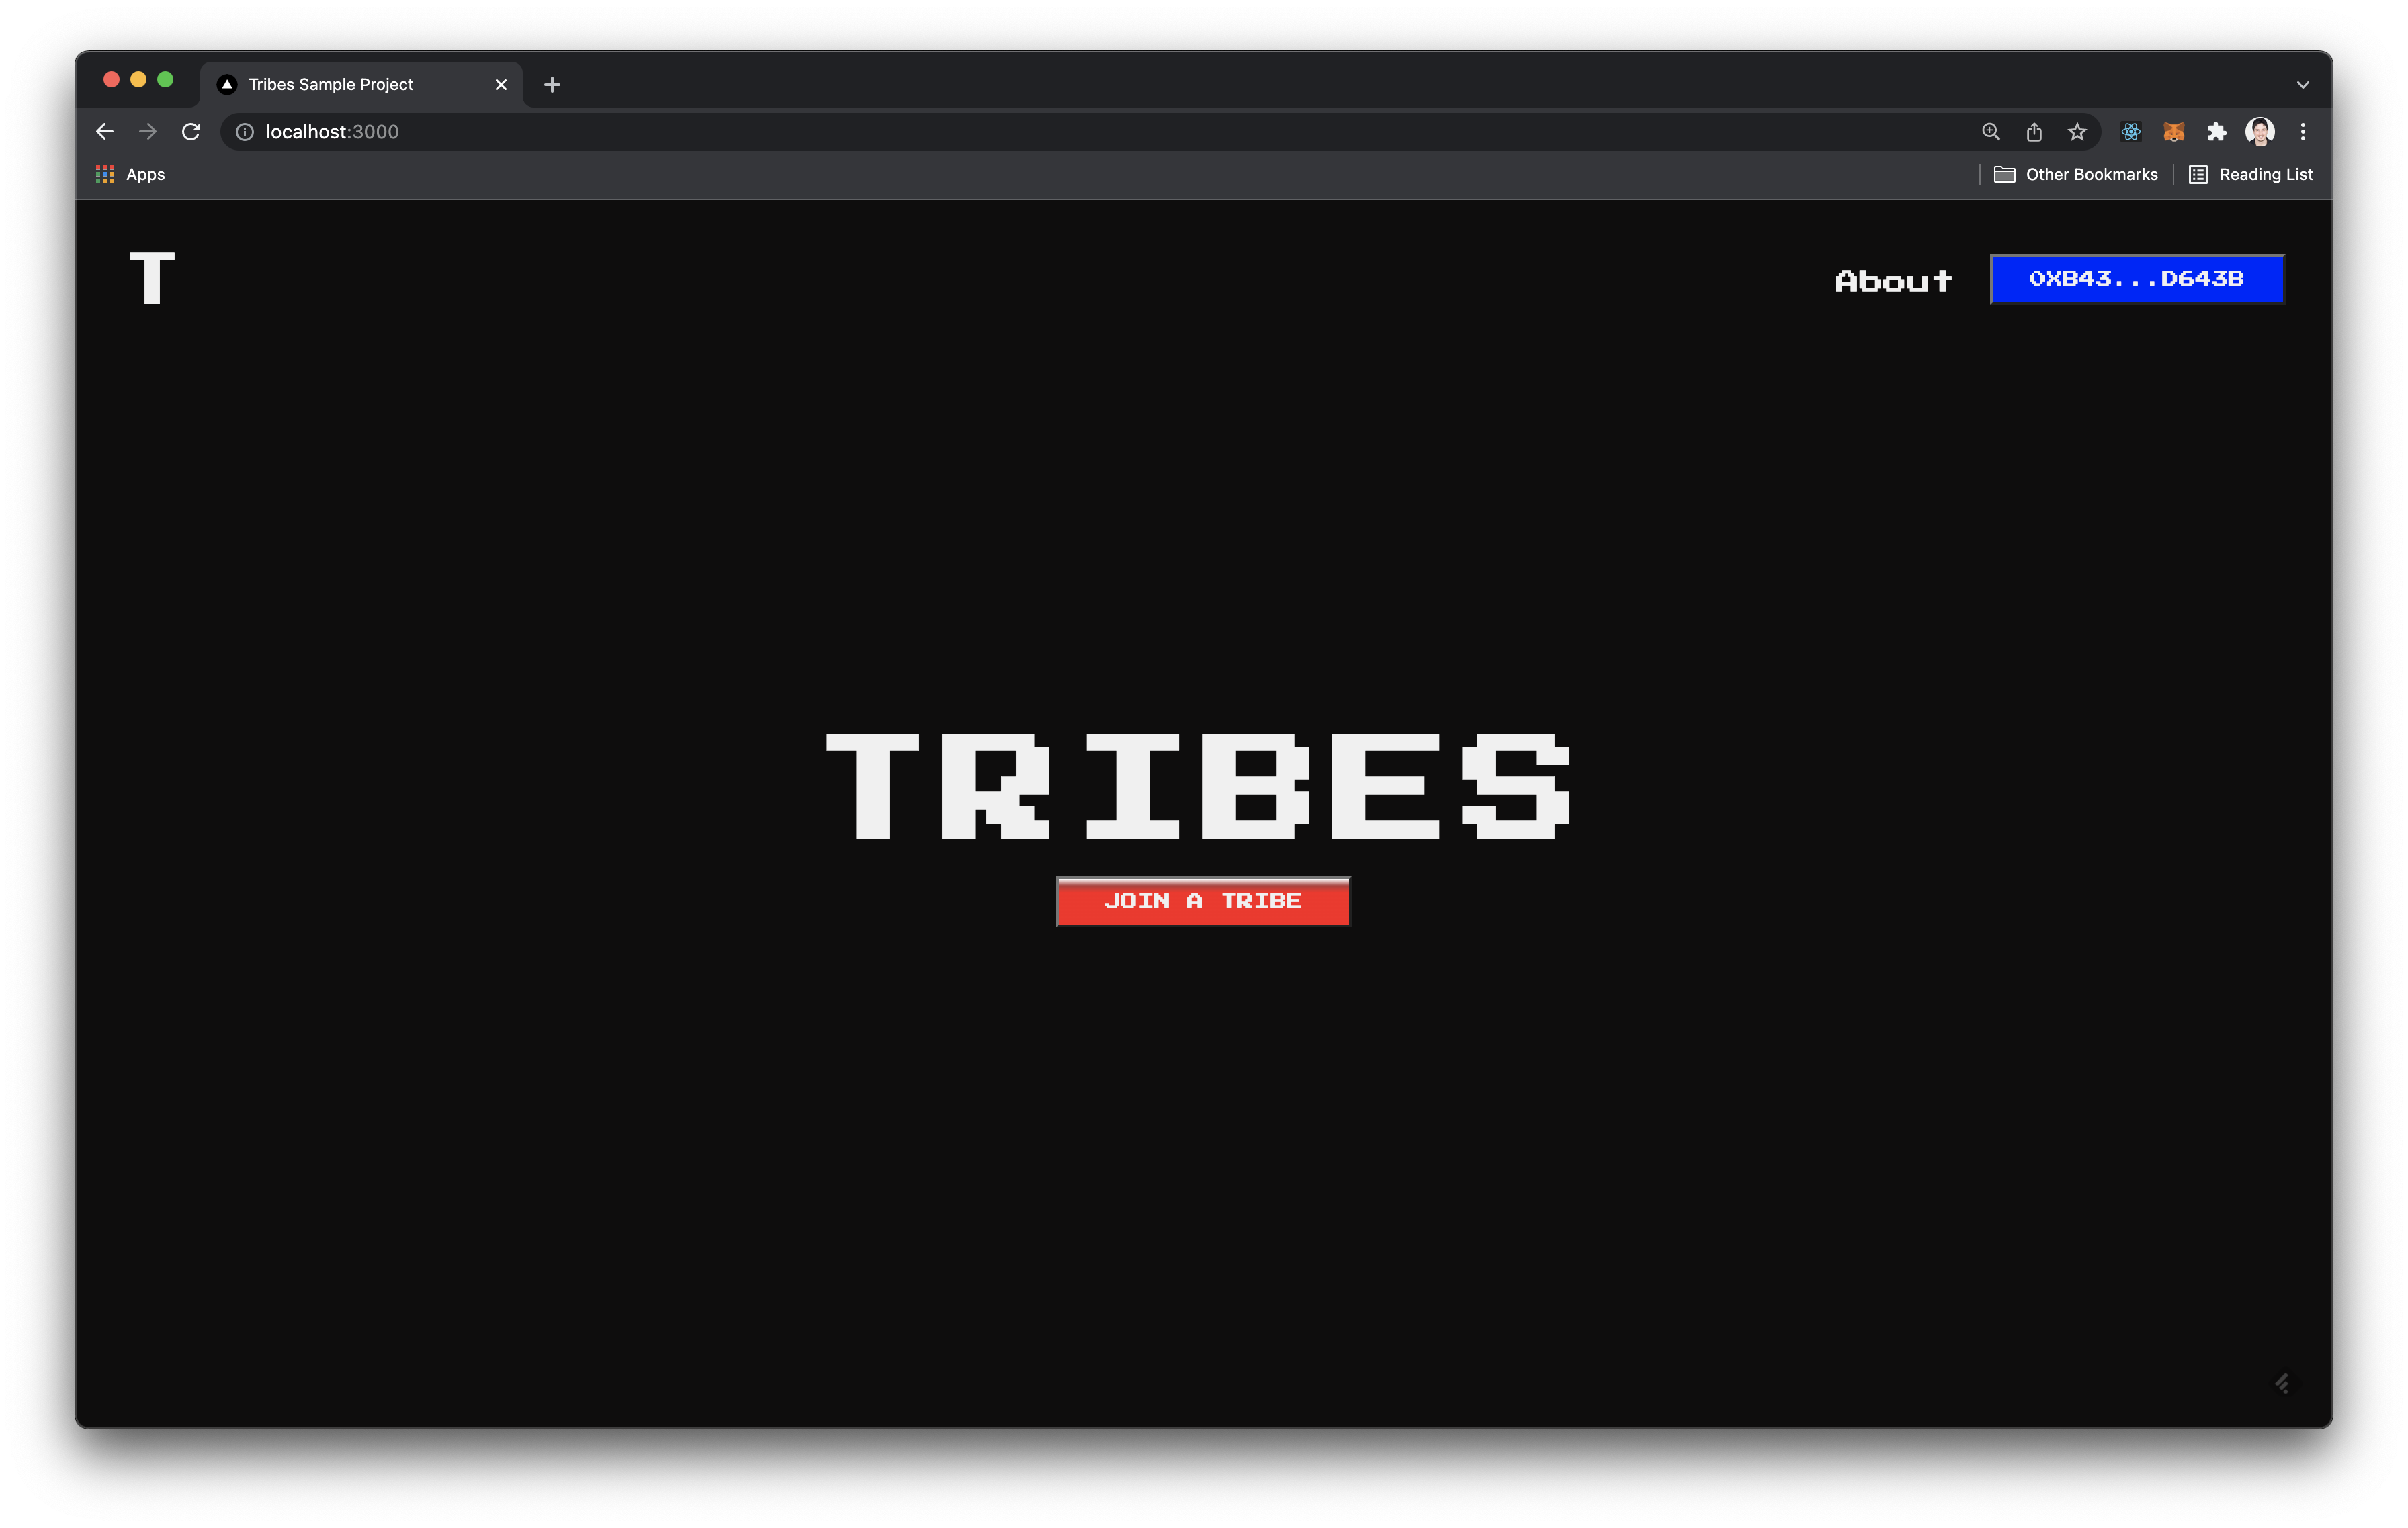 Tribes Sample Project
localhost:3000
Apps
Other Bookmarks
Reading List
T
About
0XB43...D643B
TRIBES
JOIN A TRIBE